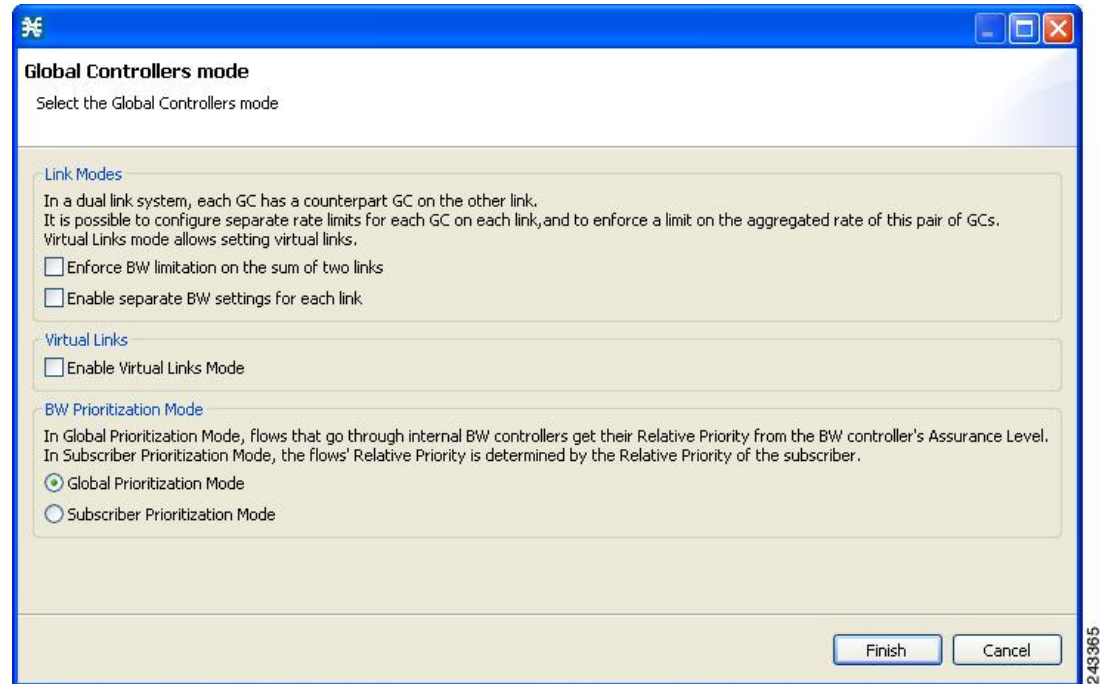 Global Controllers mode
Select the Global Controllers mode
Link Modes
In a dual link system, each GC has a counterpart GC on the other link.
It is possible to configure separate rate limits for each GC on each link,and to enforce a limit on the aggregated rate of this pair of GCs.
Virtual Links mode allows setting virtual links.
Enforce BW limitation on the sum of two links
Enable separate BW settings for each link
Virtual Links
Enable Virtual Links Mode
BW Prioritization Mode
In Global Prioritization Mode, flows that go through internal BW controllers get their Relative Priority from the BW controller's Assurance Level.
In Subscriber Prioritization Mode, the flows' Relative Priority is determined by the Relative Priority of the subscriber.
Global Prioritization Mode
Subscriber Prioritization Mode
Finish
Cancel
243365